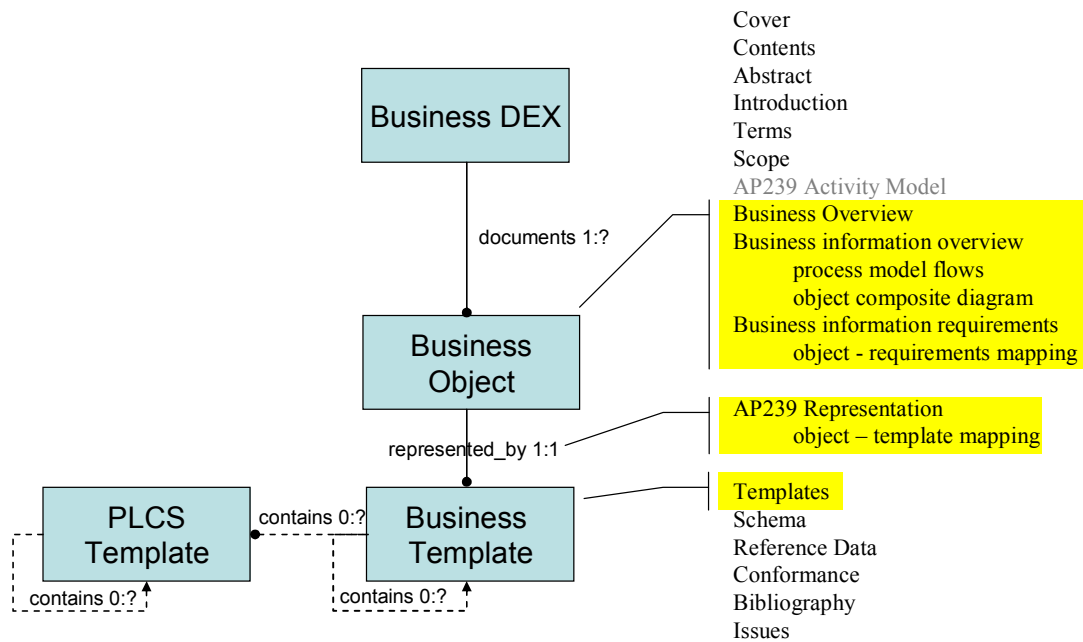 Business DEX
documents 1:?
Business
Object
represented_by 1:1
PLCS
Template
contains 0:?
contains 0:?
Business
Template
contains 0:?
Cover
Contents
Abstract
Introduction
Terms
Scope
AP239 Activity Model
Business Overview
Business information overview
process model flows
object composite diagram
Business information requirements
object - requirements mapping
AP239 Representation
object – template mapping
Templates
Schema
Reference Data
Conformance
Bibliography
Issues